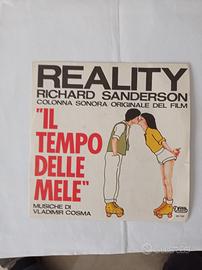 REALITY
RICHARD SANDERSON
COLONNA SONORA ORIGINALE DEL FILM
"IL
TEMPO
DELLE
MELE"
MUSICHE DI
VLADIMIR COSMA